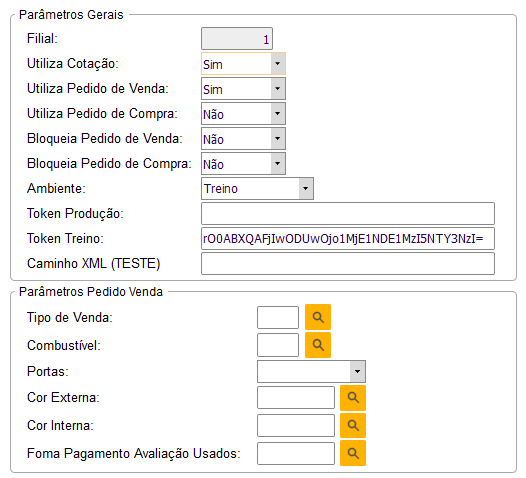 Parâmetros Gerais
Filial: 1
Utiliza Cotação: Sim
Utiliza Pedido de Venda: Sim
Utiliza Pedido de Compra: Não
Bloqueia Pedido de Venda: Não
Bloqueia Pedido de Compra: Não
Ambiente: Treino
Token Produção:
Token Treino: rO0ABXQAFjIwODUwOjo1MjE1NDE1MzI5NTY3NzI=
Caminho XML (TESTE)
Parâmetros Pedido Venda
Tipo de Venda:
Combustível:
Portas:
Cor Externa:
Cor Interna:
Foma Pagamento Avaliação Usados: